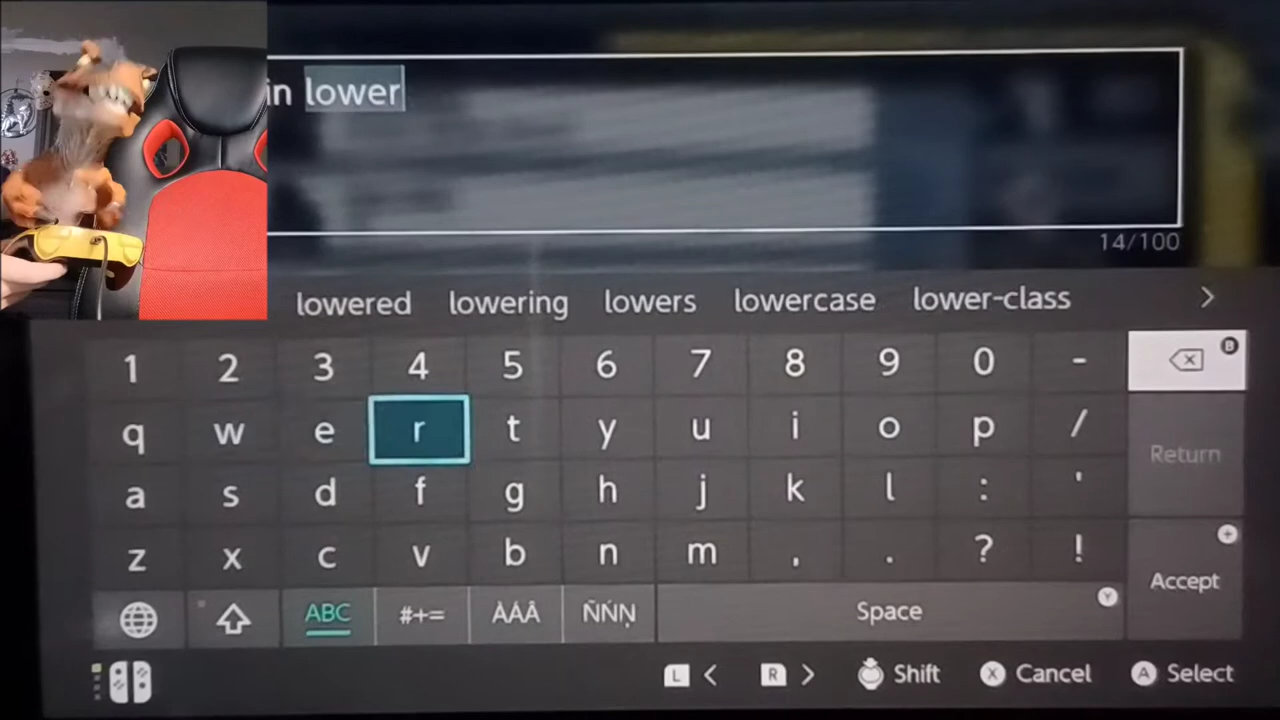 in lower
14/100
lowered lowering lowers lowercase lower-class >
1 2 3 4 5 6 7 8 9 0 - B
q w e r t y u i o p / Return
a s d f g h j k l : '
z x c v b n m , . ? ! + Accept
ABC #+= ÀÁÂ ÑŃṆ Space Y
L < R > Shift X Cancel A Select